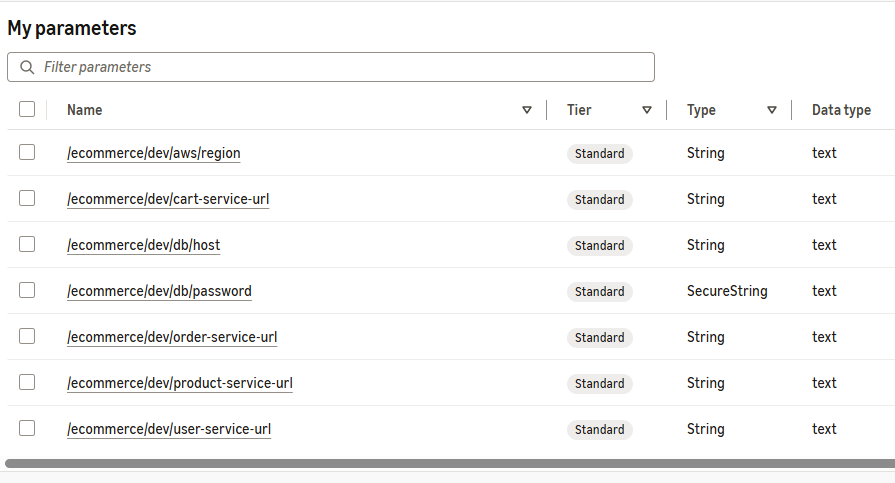 My parameters
Filter parameters
Name Tier Type Data type
/ecommerce/dev/aws/region Standard String text
/ecommerce/dev/cart-service-url Standard String text
/ecommerce/dev/db/host Standard String text
/ecommerce/dev/db/password Standard SecureString text
/ecommerce/dev/order-service-url Standard String text
/ecommerce/dev/product-service-url Standard String text
/ecommerce/dev/user-service-url Standard String text